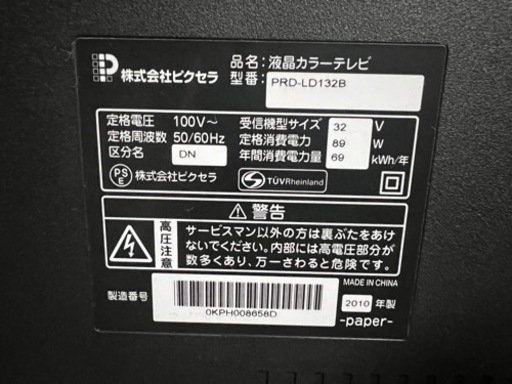 株式会社ピクセラ
品名：液晶カラーテレビ
型番：PRD-LD132B
定格電圧 100V～
定格周波数 50/60Hz
区分名 DN
受信機型サイズ 32 V
定格消費電力 89 W
年間消費電力量 69 kWh/年
PS E 株式会社ピクセラ
TÜVRheinland
警告
高圧注意
サービスマン以外の方は裏ぶたをあけ
ないでください。内部には高電圧部分が
数多くあり、万一さわると危険です。
MADE IN CHINA
製造番号
0KPH008658D
2010 年製
-paper-